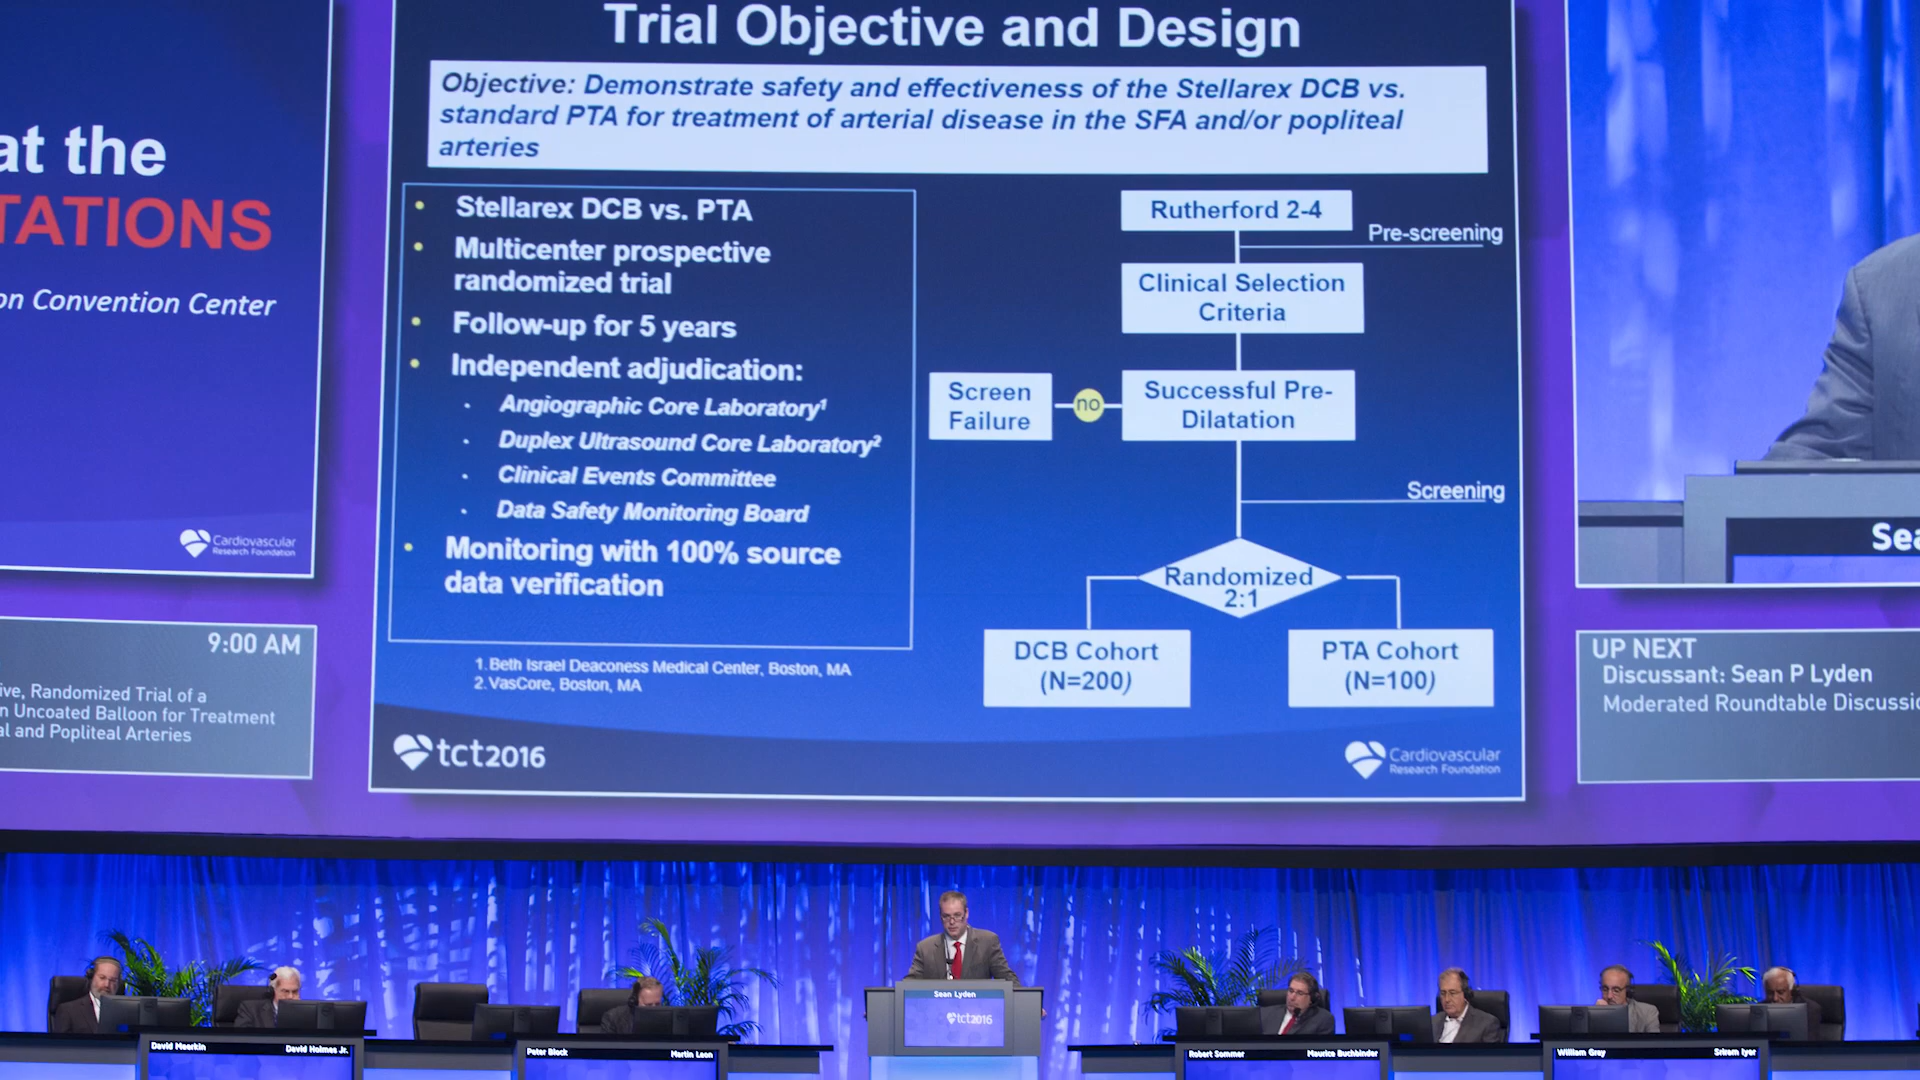 at the
TATIONS
on Convention Center
Cardiovascular
Research Foundation
9:00 AM
ive, Randomized Trial of a
n Uncoated Balloon for Treatment
al and Popliteal Arteries
Trial Objective and Design
Objective: Demonstrate safety and effectiveness of the Stellarex DCB vs.
standard PTA for treatment of arterial disease in the SFA and/or popliteal
arteries
• Stellarex DCB vs. PTA
• Multicenter prospective
randomized trial
• Follow-up for 5 years
• Independent adjudication:
• Angiographic Core Laboratory¹
• Duplex Ultrasound Core Laboratory²
• Clinical Events Committee
• Data Safety Monitoring Board
• Monitoring with 100% source
data verification
1. Beth Israel Deaconess Medical Center, Boston, MA
2. VasCore, Boston, MA
Rutherford 2-4
Pre-screening
Clinical Selection
Criteria
Screen
Failure
no
Successful Pre-
Dilatation
Screening
Randomized
2:1
DCB Cohort
(N=200)
PTA Cohort
(N=100)
tct2016
Cardiovascular
Research Foundation
Sea
UP NEXT
Discussant: Sean P Lyden
Moderated Roundtable Discussio
Sean Lyden
tct2016
David Meerkin
David Holmes Jr.
Peter Block
Martin Leon
Robert Sommer
Maurice Buchbinder
William Gray
Sriram Iyer